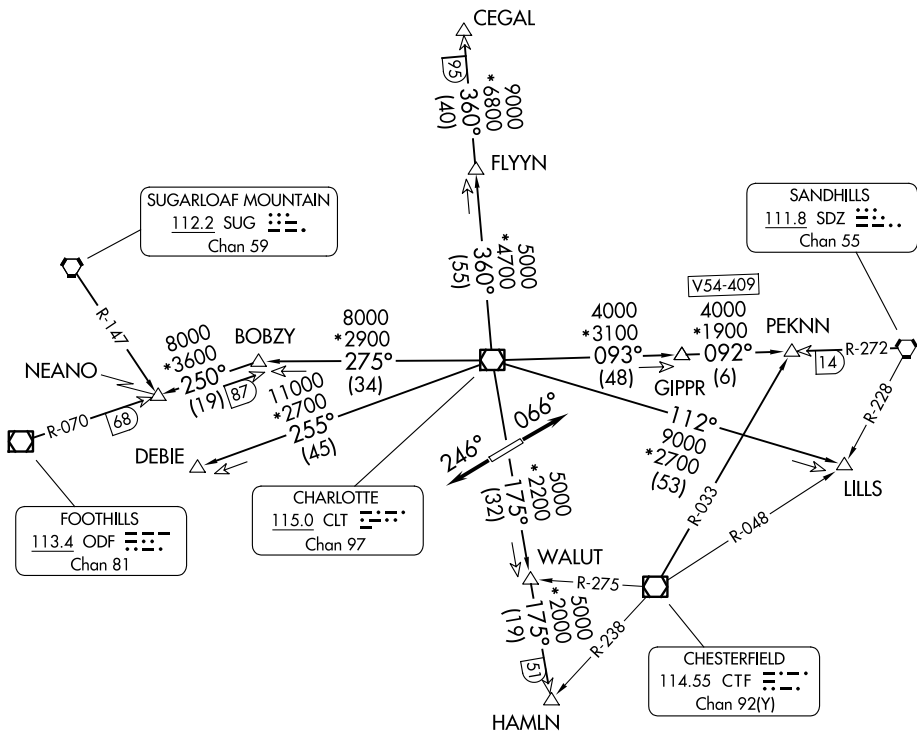 CEGAL
95
360°
(40)
9000
*6800
FLYYN
360°
(55)
5000
*4700
SUGARLOAF MOUNTAIN
112.2 SUG
Chan 59
SANDHILLS
111.8 SDZ
Chan 55
R-147
NEANO
8000
*3600
250°
(19)
87
BOBZY
8000
*2900
275°
(34)
4000
*3100
093°
(48)
GIPPR
V54-409
4000
*1900
092°
(6)
PEKNN
14
R-272
R-228
R-070
68
DEBIE
11000
*2700
255°
(45)
246°
066°
112°
9000
*2700
(53)
LILLS
FOOTHILLS
113.4 ODF
Chan 81
CHARLOTTE
115.0 CLT
Chan 97
5000
*2200
175°
(32)
WALUT
R-275
R-033
R-048
R-238
5000
*2000
175°
(19)
51
HAMLN
CHESTERFIELD
114.55 CTF
Chan 92(Y)